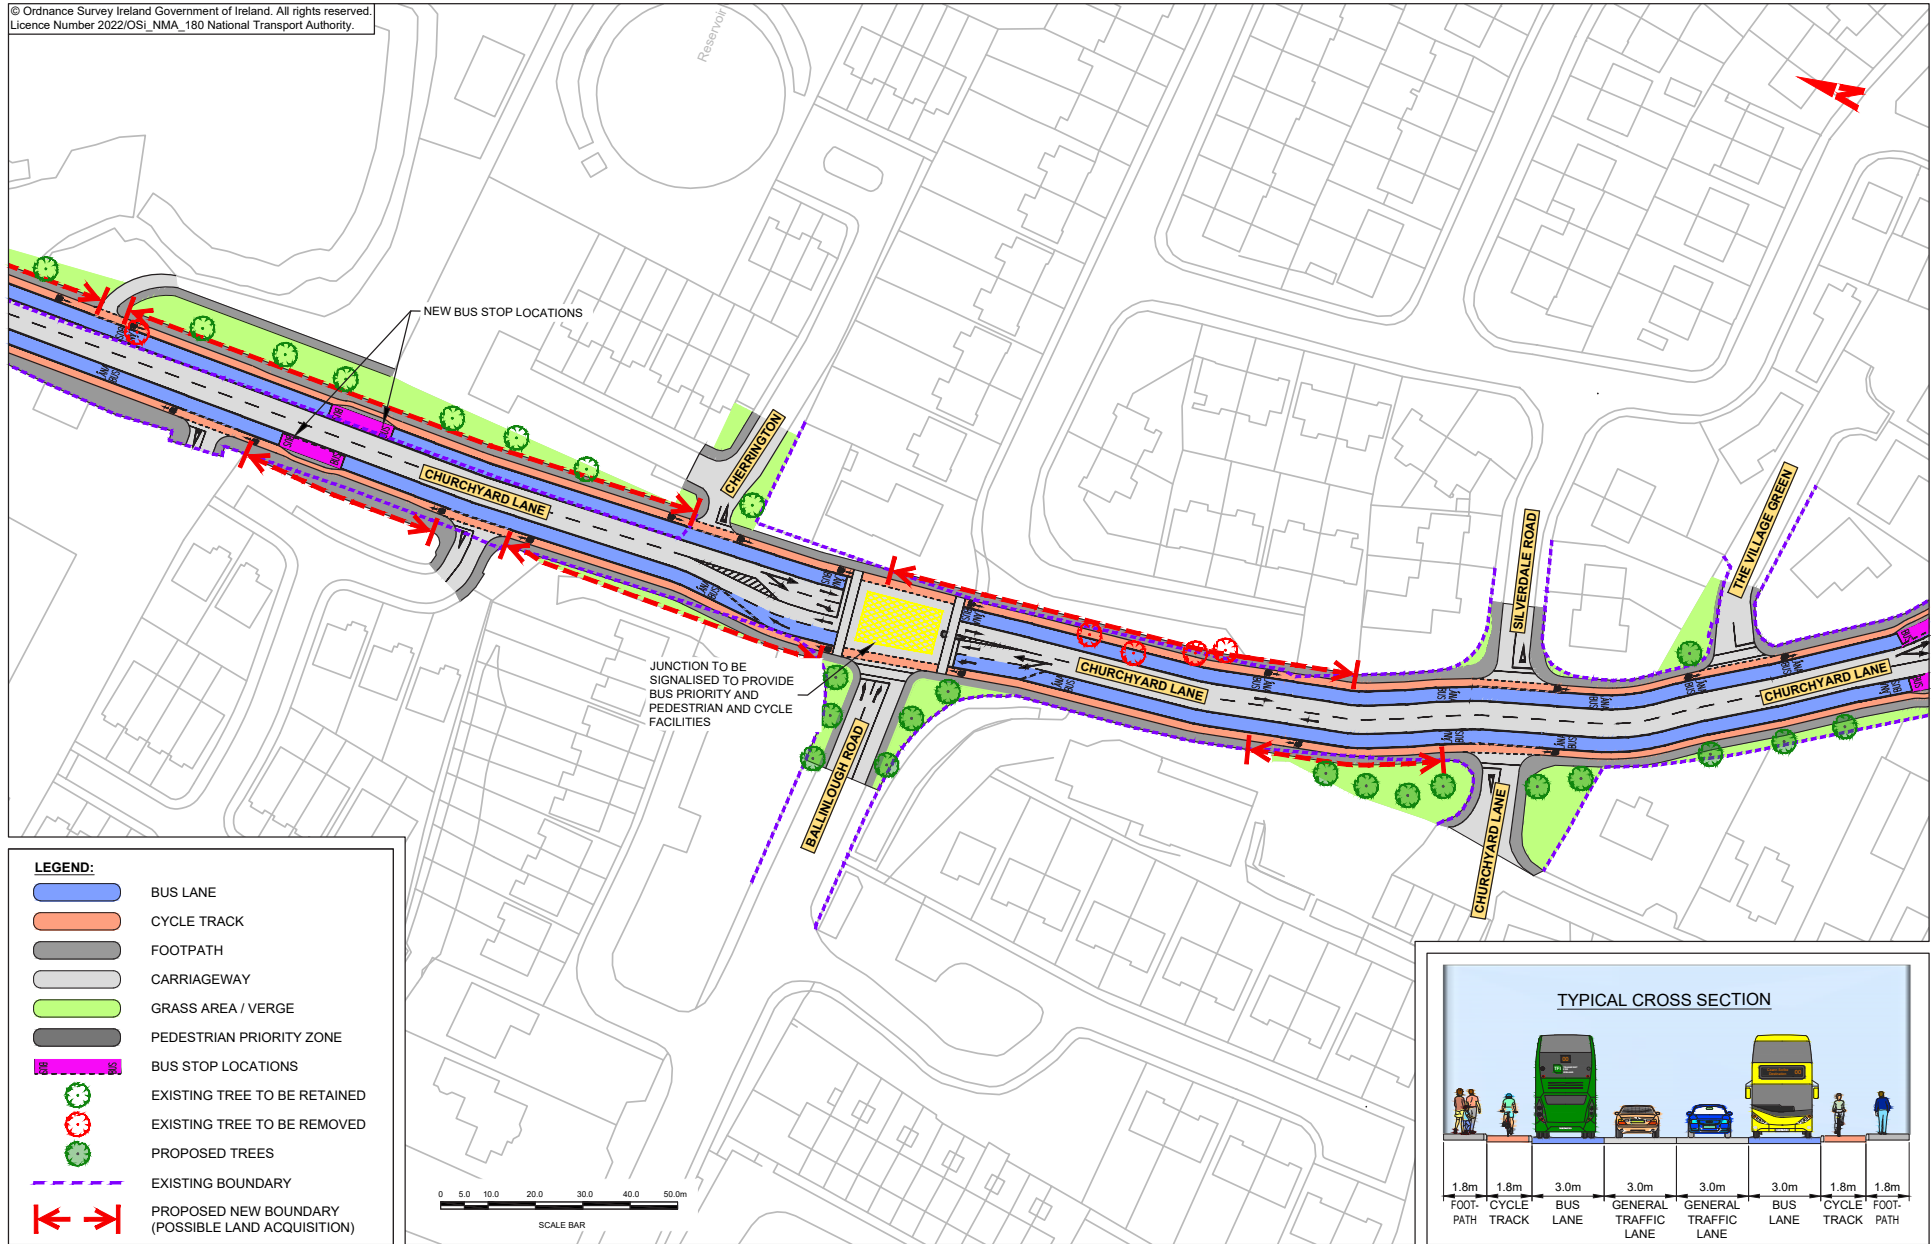 © Ordnance Survey Ireland Government of Ireland. All rights reserved.
Licence Number 2022/OSi_NMA_180 National Transport Authority.
Reservoir
N
NEW BUS STOP LOCATIONS
CHURCHYARD LANE
CHERRINGTON
JUNCTION TO BE
SIGNALISED TO PROVIDE
BUS PRIORITY AND
PEDESTRIAN AND CYCLE
FACILITIES
BALLINLOUGH ROAD
CHURCHYARD LANE
SILVERDALE ROAD
THE VILLAGE GREEN
CHURCHYARD LANE
CHURCHYARD LANE
LEGEND:
BUS LANE
CYCLE TRACK
FOOTPATH
CARRIAGEWAY
GRASS AREA / VERGE
PEDESTRIAN PRIORITY ZONE
BUS BUS
BUS STOP LOCATIONS
EXISTING TREE TO BE RETAINED
EXISTING TREE TO BE REMOVED
PROPOSED TREES
EXISTING BOUNDARY
PROPOSED NEW BOUNDARY
(POSSIBLE LAND ACQUISITION)
0 5.0 10.0 20.0 30.0 40.0 50.0m
SCALE BAR
TYPICAL CROSS SECTION
1.8m 1.8m 3.0m 3.0m 3.0m 3.0m 1.8m 1.8m
FOOT- CYCLE BUS GENERAL GENERAL BUS CYCLE FOOT-
PATH TRACK LANE TRAFFIC TRAFFIC LANE TRACK PATH
LANE LANE